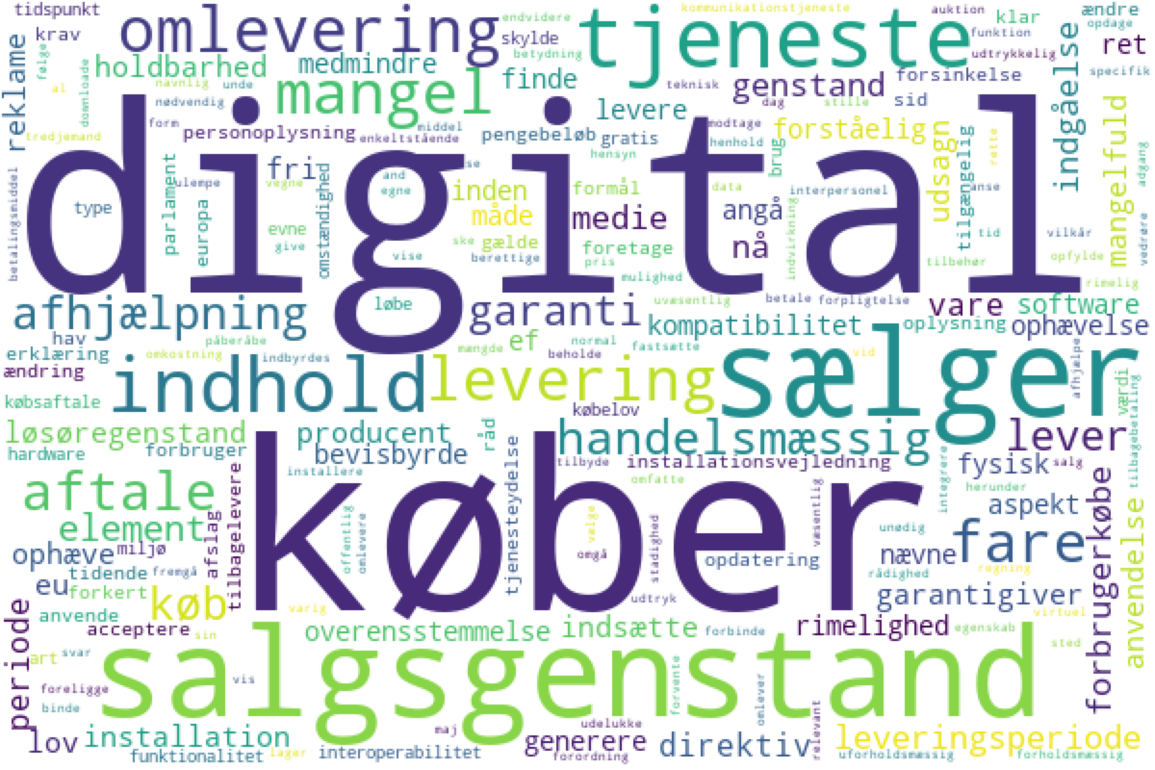 tidspunkt
krav
omlevering
skylde
endvidere
betydning
kommunikationstjeneste
tjeneste
auktion
funktion
udtrykkelig
klar
ændre
opdage
ret
specifik
reklame
følge
al
downloade
navnlig
unde
holdbarhed
medmindre
mangel
finde
teknisk
genstand
dag
stille
forsinkelse
sid
indgåelse
nødvendig
tredjemand
form
personoplysning
enkeltstående
middel
pengebeløb
levere
gratis
hensyn
modtage
henhold
forståelig
brug
udsagn
tilgængelig
rette
mangelfuld
adgang
vedrøre
digital
betalingsmiddel
type
parlament
europa
ulempe
fri
vegne
evne
give
omstændighed
and
egne
vise
se
inden
måde
ske
gælde
berettige
formål
medie
foretage
pris
mulighed
data
angå
nå
interpersonel
indvirkning
anse
tid
vilkår
tilbehør
opfylde
rimelig
løbe
uvæsentlig
betale
forpligtelse
afhjælpning
garanti
vare
software
hav
påberåbe
kompatibilitet
oplysning
ophævelse
erklæring
omkostning
indbyrdes
mængde
ef
normal
beholde
fastsætte
vid
afhjælpe
ændring
indhold
levering
sælger
værdi
tilbagebetaling
købsaftale
købelov
løsøregenstand
hardware
forbruger
producent
bevisbyrde
råd
handelsmæssig
lever
installere
tilbyde
installationsvejledning
omfatte
fysisk
salg
integrere
herunder
forbrugerkøbe
aftale
element
køber
tjenesteydelse
offentlig
omlevere
vælge
omgå
stadighed
væsentlig
opdatering
unødig
aspekt
nævne
fare
anvendelse
ophæve
miljø
afslag
tilbagelevere
tidende
fremgå
eu
forkert
køb
anvende
varig
udtryk
rådighed
regning
garantigiver
virtuel
periode
acceptere
sin
overensstemmelse
indsætte
forbinde
rimelighed
egenskab
sted
art
svar
salgsgenstand
foreligge
vis
binde
forvente
omlever
relevant
lov
installation
funktionalitet
lager
interoperabilitet
maj
udelukke
generere
forordning
direktiv
leveringsperiode
uforholdsmæssig
forholdsmæssig